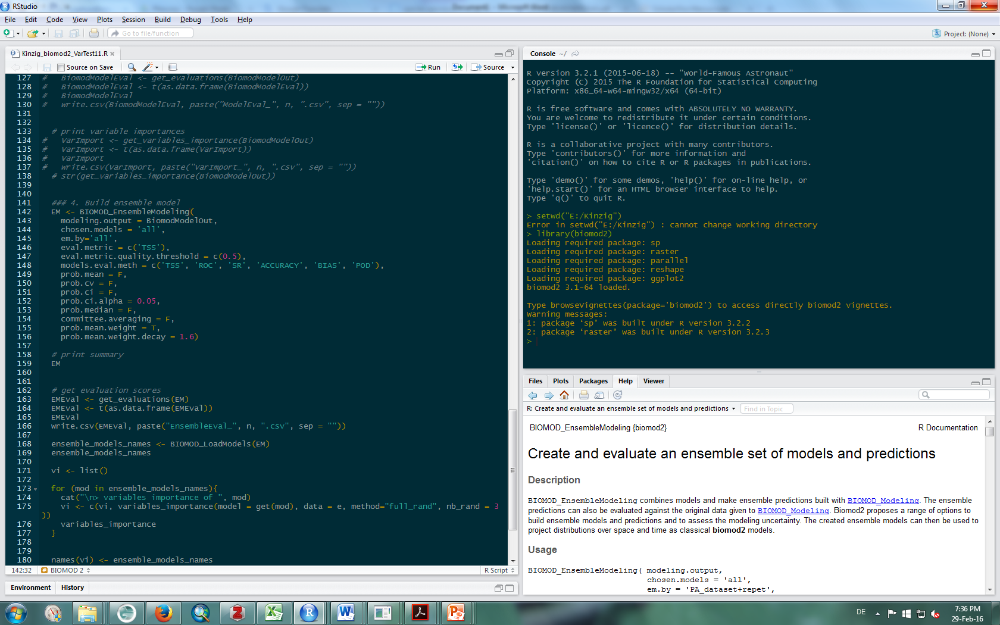 RStudio
File Edit Code View Plots Session Build Debug Tools Help
Go to file/function
Project: (None)
Kinzig_biomod2_VarTest11.R
Source on Save
Run
Source
127 #   BiomodModelEval <- get_evaluations(BiomodModelOut)
128 #   BiomodModelEval <- t(as.data.frame(BiomodModelEval))
129 #   BiomodModelEval
130 #   write.csv(BiomodModelEval, paste("ModelEval_", n, ".csv", sep = ""))
131
132
133   # print variable importances
134 #   VarImport <- get_variables_importance(BiomodModelOut)
135 #   VarImport <- t(as.data.frame(VarImport))
136 #   VarImport
137 #   write.csv(VarImport, paste("VarImport_", n, ".csv", sep = ""))
138   # str(get_variables_importance(BiomodModelOut))
139
140
141   ### 4. Build ensemble model
142   EM <- BIOMOD_EnsembleModeling(
143     modeling.output = BiomodModelOut,
144     chosen.models = 'all',
145     em.by='all',
146     eval.metric = c('TSS'),
147     eval.metric.quality.threshold = c(0.5),
148     models.eval.meth = c('TSS', 'ROC', 'SR', 'ACCURACY', 'BIAS', 'POD'),
149     prob.mean = F,
150     prob.cv = F,
151     prob.ci = F,
152     prob.ci.alpha = 0.05,
153     prob.median = F,
154     committee.averaging = F,
155     prob.mean.weight = T,
156     prob.mean.weight.decay = 1.6)
157
158   # print summary
159   EM
160
161
162   # get evaluation scores
163   EMEval <- get_evaluations(EM)
164   EMEval <- t(as.data.frame(EMEval))
165   EMEval
166   write.csv(EMEval, paste("EnsembleEval_", n, ".csv", sep = ""))
167
168   ensemble_models_names <- BIOMOD_LoadModels(EM)
169   ensemble_models_names
170
171   vi <- list()
172
173   for (mod in ensemble_models_names){
174     cat("\n> variables importance of ", mod)
175     vi <- c(vi, variables_importance(model = get(mod), data = e, method="full_rand", nb_rand = 3
))
176     variables_importance
177   }
178
179
180   names(vi) <- ensemble_models_names
142:32 # BIOMOD 2
R Script
Environment History
Console ~/
R version 3.2.1 (2015-06-18) -- "World-Famous Astronaut"
Copyright (C) 2015 The R Foundation for Statistical Computing
Platform: x86_64-w64-mingw32/x64 (64-bit)
R is free software and comes with ABSOLUTELY NO WARRANTY.
You are welcome to redistribute it under certain conditions.
Type 'license()' or 'licence()' for distribution details.
R is a collaborative project with many contributors.
Type 'contributors()' for more information and
'citation()' on how to cite R or R packages in publications.
Type 'demo()' for some demos, 'help()' for on-line help, or
'help.start()' for an HTML browser interface to help.
Type 'q()' to quit R.
> setwd("E:/Kinzig")
Error in setwd("E:/Kinzig") : cannot change working directory
> library(biomod2)
Loading required package: sp
Loading required package: raster
Loading required package: parallel
Loading required package: reshape
Loading required package: ggplot2
biomod2 3.1-64 loaded.
Type browseVignettes(package='biomod2') to access directly biomod2 vignettes.
Warning messages:
1: package ‘sp’ was built under R version 3.2.2
2: package ‘raster’ was built under R version 3.2.3
>
Files Plots Packages Help Viewer
R: Create and evaluate an ensemble set of models and predictions
Find in Topic
BIOMOD_EnsembleModeling {biomod2}
R Documentation
Create and evaluate an ensemble set of models and predictions
Description
BIOMOD_EnsembleModeling combines models and make ensemble predictions built with BIOMOD_Modeling. The ensemble
predictions can also be evaluated against the original data given to BIOMOD_Modeling. Biomod2 proposes a range of options to
build ensemble models and predictions and to assess the modeling uncertainty. The created ensemble models can then be used to
project distributions over space and time as classical biomod2 models.
Usage
BIOMOD_EnsembleModeling( modeling.output,
chosen.models = 'all',
em.by = 'PA_dataset+repet',
DE
7:36 PM
29-Feb-16